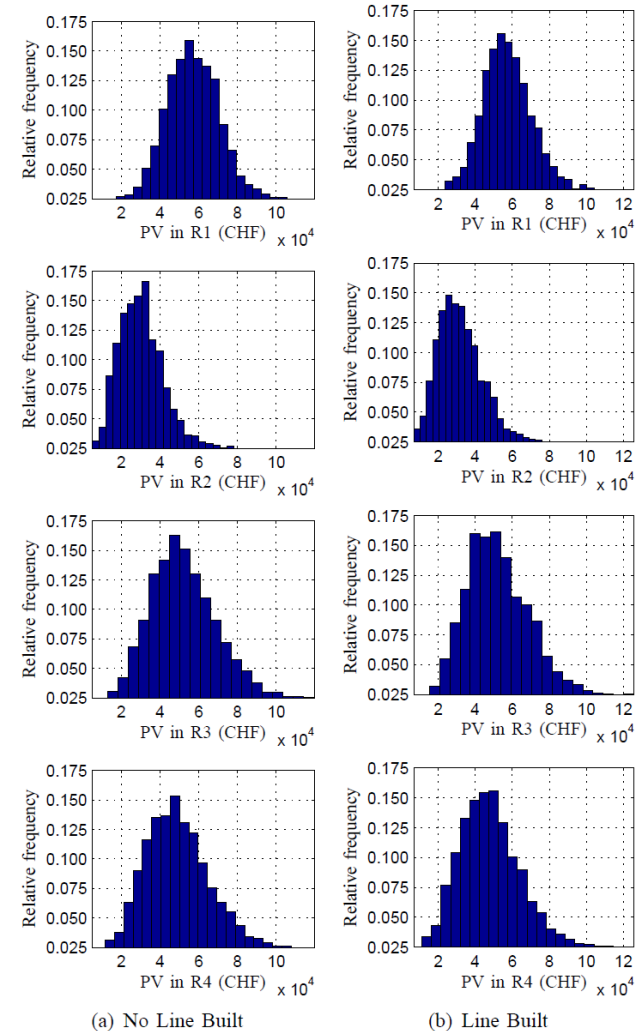 Relative frequency
0.175
0.150
0.125
0.100
0.075
0.050
0.025
2 4 6 8 10
PV in R1 (CHF)
x 10^4
Relative frequency
0.175
0.150
0.125
0.100
0.075
0.050
0.025
2 4 6 8 10 12
PV in R1 (CHF)
x 10^4
Relative frequency
0.175
0.150
0.125
0.100
0.075
0.050
0.025
2 4 6 8 10
PV in R2 (CHF)
x 10^4
Relative frequency
0.175
0.150
0.125
0.100
0.075
0.050
0.025
2 4 6 8 10 12
PV in R2 (CHF)
x 10^4
Relative frequency
0.175
0.150
0.125
0.100
0.075
0.050
0.025
2 4 6 8 10
PV in R3 (CHF)
x 10^4
Relative frequency
0.175
0.150
0.125
0.100
0.075
0.050
0.025
2 4 6 8 10 12
PV in R3 (CHF)
x 10^4
Relative frequency
0.175
0.150
0.125
0.100
0.075
0.050
0.025
2 4 6 8 10
PV in R4 (CHF)
x 10^4
Relative frequency
0.175
0.150
0.125
0.100
0.075
0.050
0.025
2 4 6 8 10 12
PV in R4 (CHF)
x 10^4
(a) No Line Built
(b) Line Built